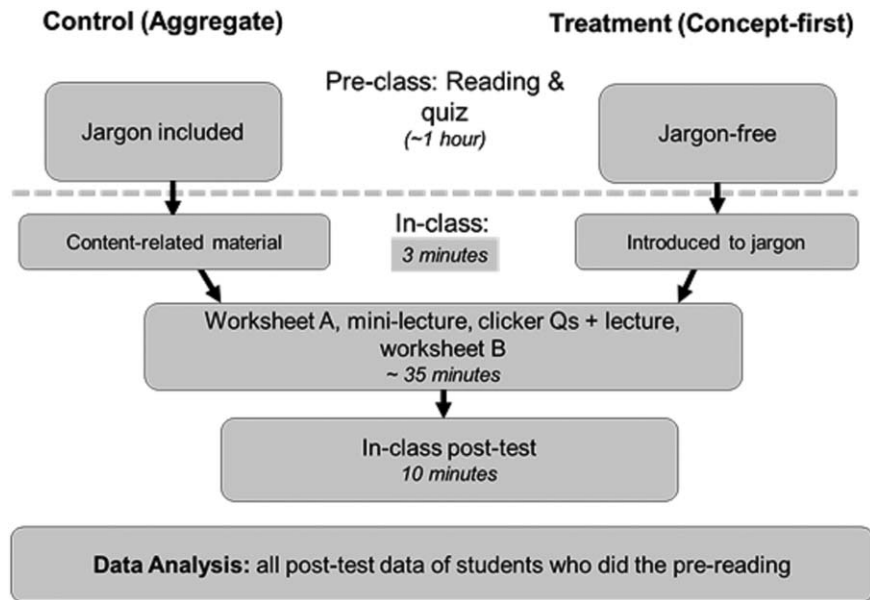 Control (Aggregate)
Treatment (Concept-first)
Pre-class: Reading &
quiz
(~1 hour)
Jargon included
Jargon-free
In-class:
3 minutes
Content-related material
Introduced to jargon
Worksheet A, mini-lecture, clicker Qs + lecture,
worksheet B
~ 35 minutes
In-class post-test
10 minutes
Data Analysis: all post-test data of students who did the pre-reading